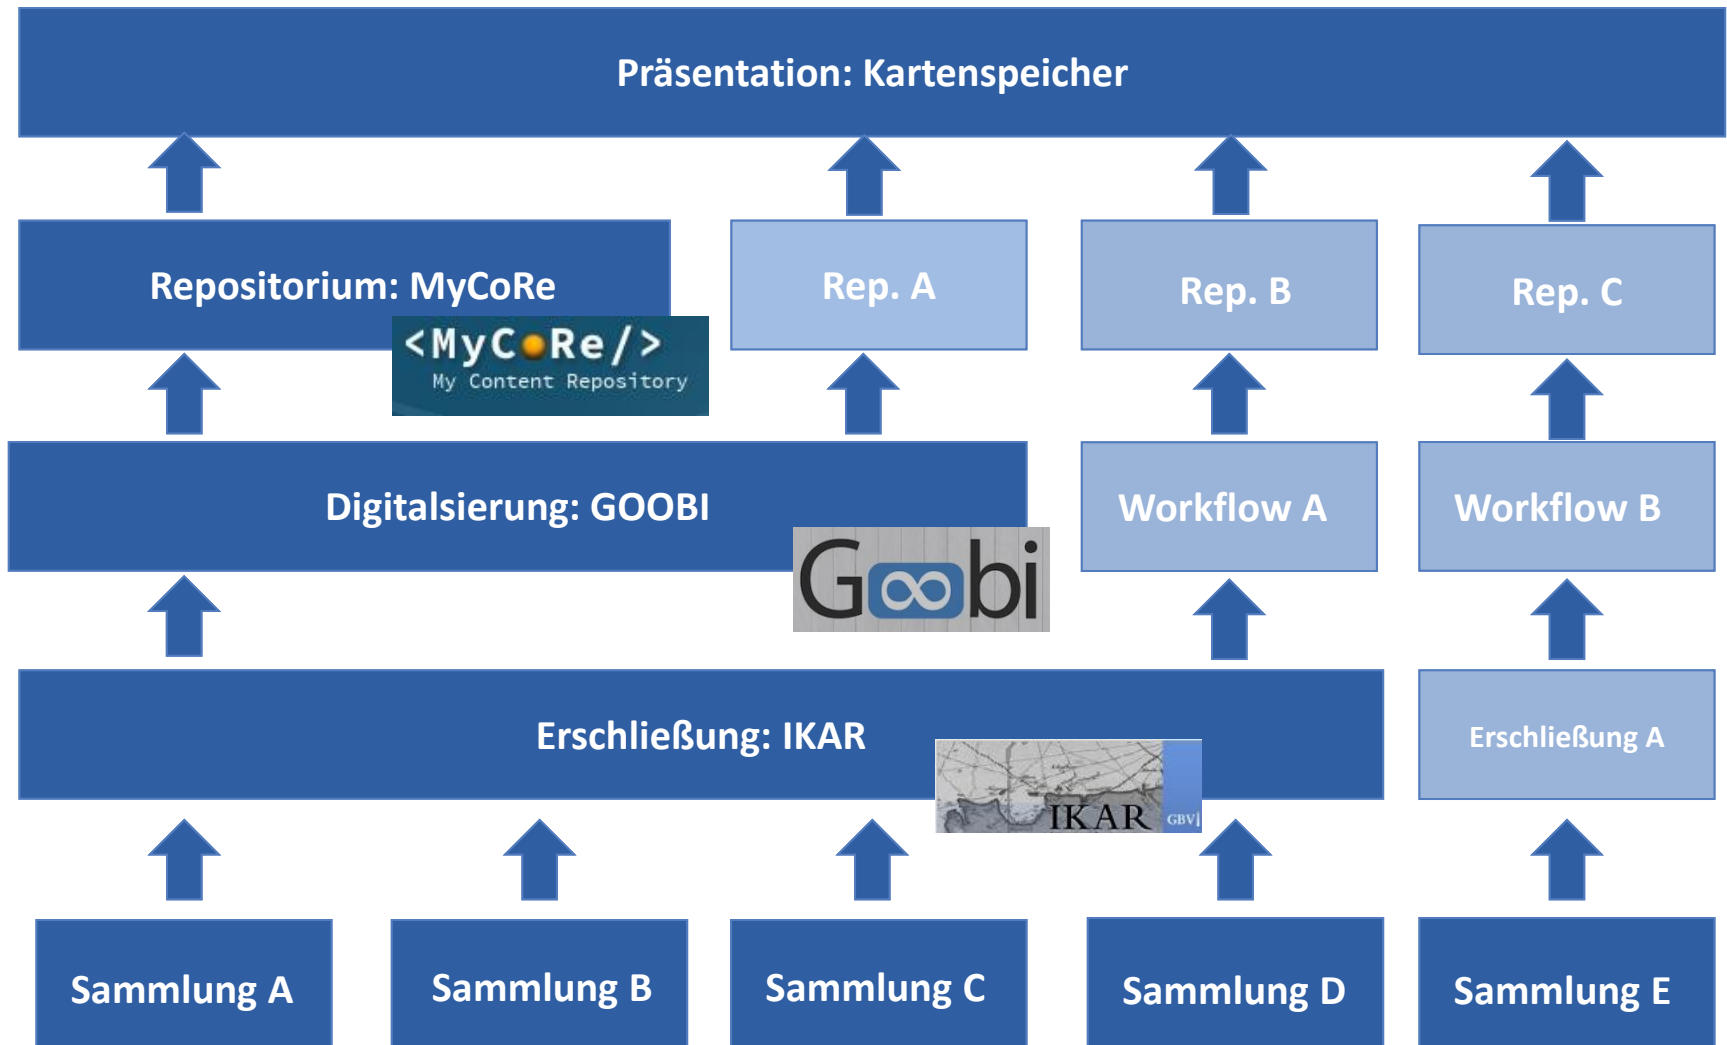 Präsentation: Kartenspeicher
Repositorium: MyCoRe
Rep. A
Rep. B
Rep. C
<MyCoRe/>
My Content Repository
Digitalsierung: GOOBI
Workflow A
Workflow B
Goobi
Erschließung: IKAR
Erschließung A
IKAR
GBV
Sammlung A
Sammlung B
Sammlung C
Sammlung D
Sammlung E